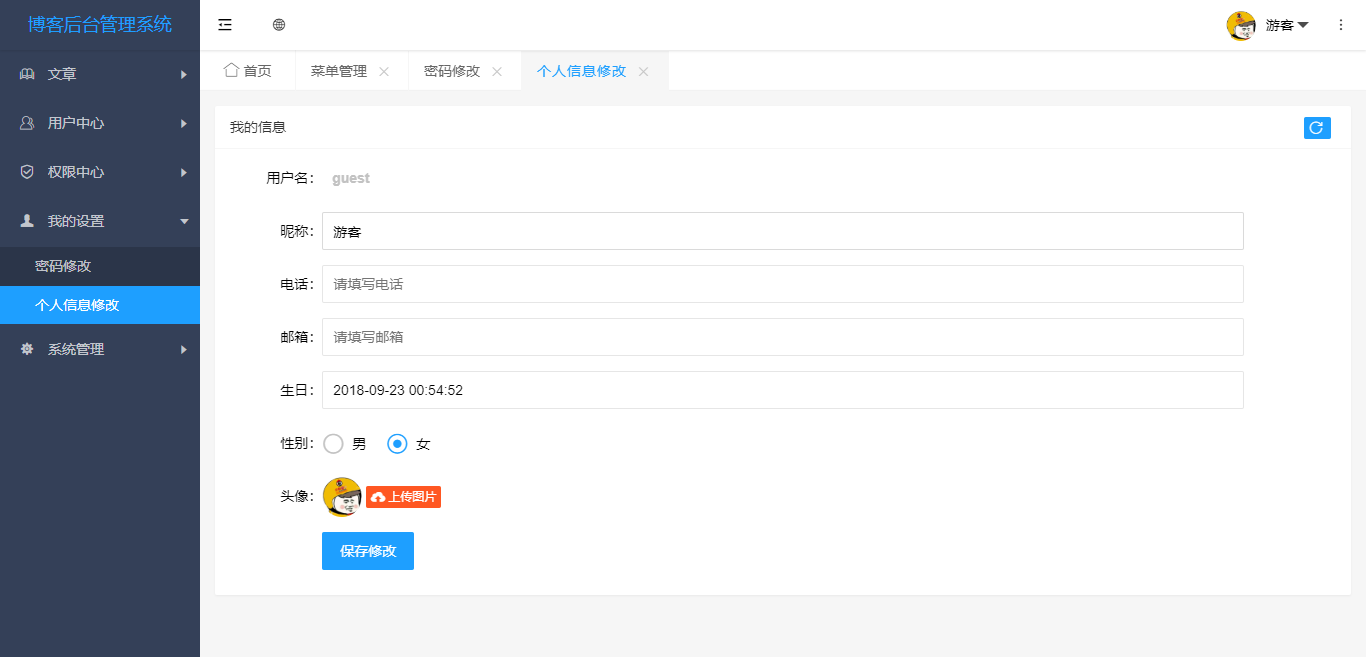 博客后台管理系统
游客
文章
用户中心
权限中心
我的设置
密码修改
个人信息修改
系统管理
首页
菜单管理
密码修改
个人信息修改
我的信息
用户名：
guest
昵称：
游客
电话：
请填写电话
邮箱：
请填写邮箱
生日：
2018-09-23 00:54:52
性别：
男
女
头像：
上传图片
保存修改